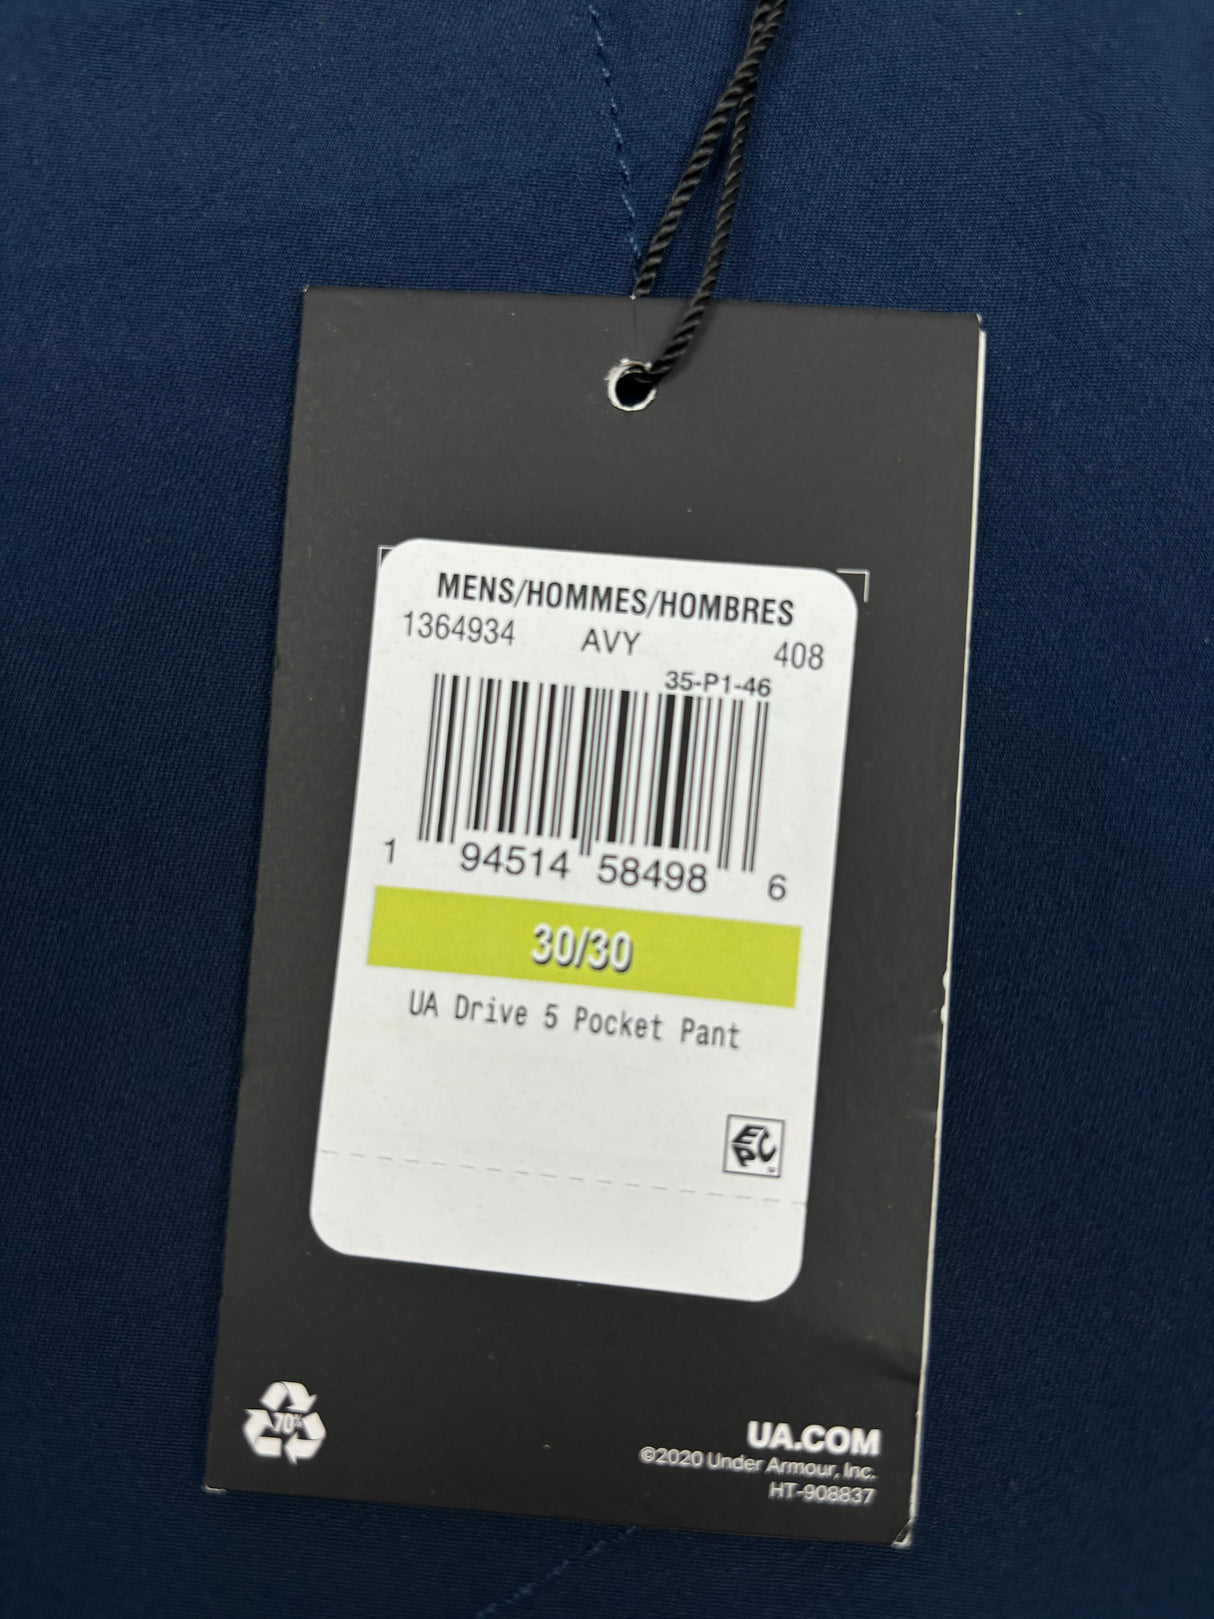 MENS/HOMMES/HOMBRES
1364934 AVY 408
35-P1-46
1 94514 58498 6
30/30
UA Drive 5 Pocket Pant
EPC
70%
UA.COM
©2020 Under Armour, Inc.
HT-908837